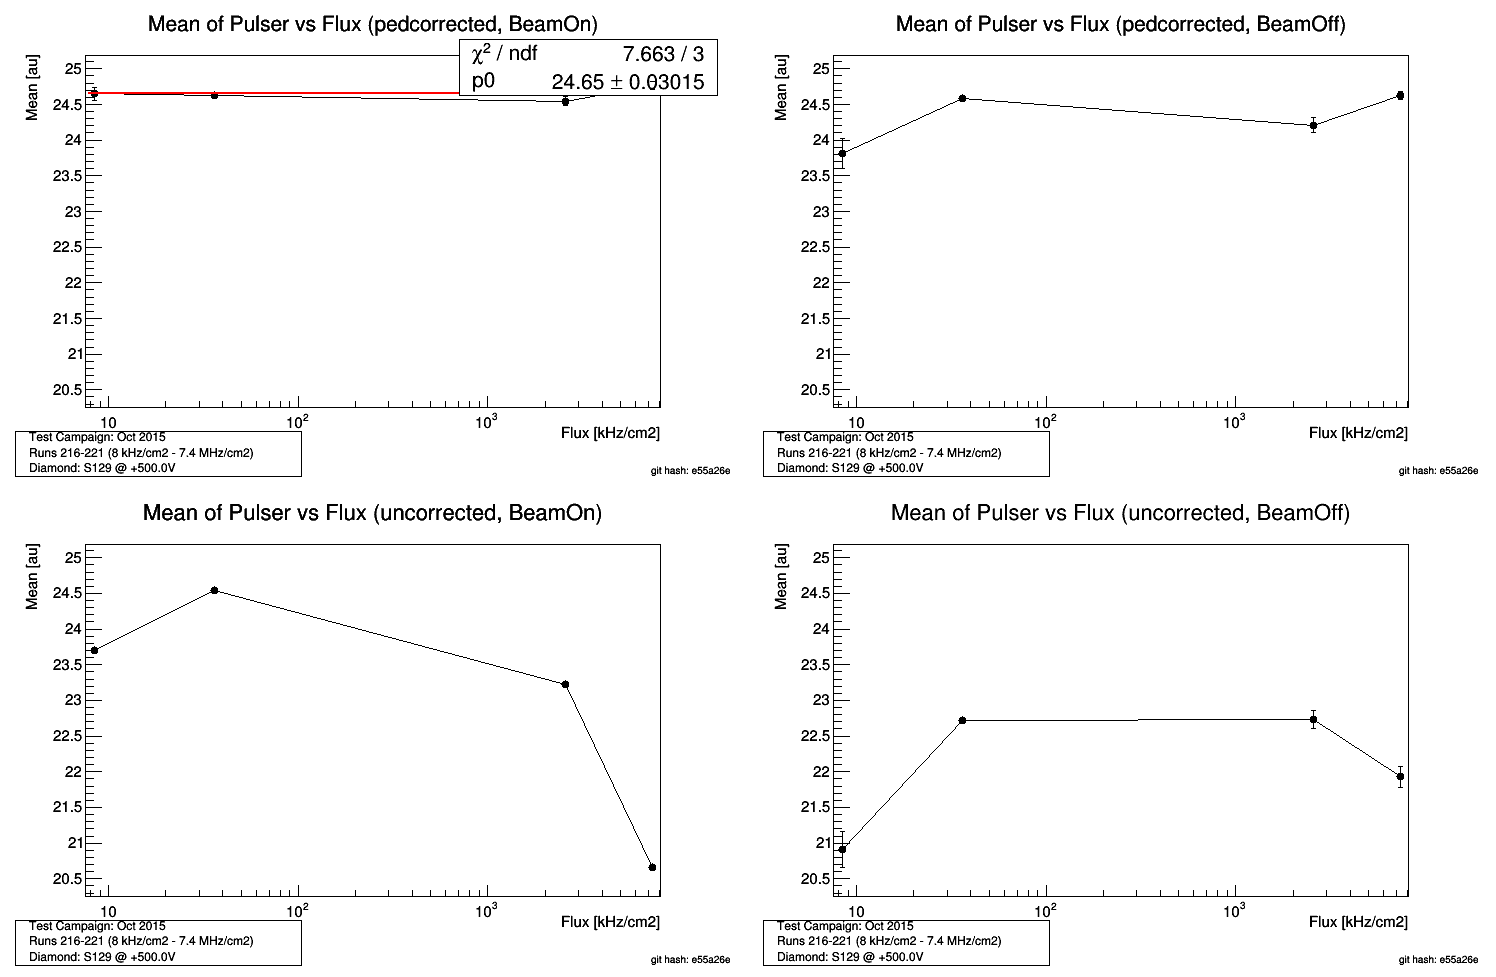 Mean of Pulser vs Flux (pedcorrected, BeamOn)
Mean [au]
χ² / ndf 7.663 / 3
p0 24.65 ± 0.03015
25
24.5
24
23.5
23
22.5
22
21.5
21
20.5
10 10² 10³
Flux [kHz/cm2]
Test Campaign: Oct 2015
Runs 216-221 (8 kHz/cm2 - 7.4 MHz/cm2)
Diamond: S129 @ +500.0V
git hash: e55a26e
Mean of Pulser vs Flux (pedcorrected, BeamOff)
Mean [au]
25
24.5
24
23.5
23
22.5
22
21.5
21
20.5
10 10² 10³
Flux [kHz/cm2]
Test Campaign: Oct 2015
Runs 216-221 (8 kHz/cm2 - 7.4 MHz/cm2)
Diamond: S129 @ +500.0V
git hash: e55a26e
Mean of Pulser vs Flux (uncorrected, BeamOn)
Mean [au]
25
24.5
24
23.5
23
22.5
22
21.5
21
20.5
10 10² 10³
Flux [kHz/cm2]
Test Campaign: Oct 2015
Runs 216-221 (8 kHz/cm2 - 7.4 MHz/cm2)
Diamond: S129 @ +500.0V
git hash: e55a26e
Mean of Pulser vs Flux (uncorrected, BeamOff)
Mean [au]
25
24.5
24
23.5
23
22.5
22
21.5
21
20.5
10 10² 10³
Flux [kHz/cm2]
Test Campaign: Oct 2015
Runs 216-221 (8 kHz/cm2 - 7.4 MHz/cm2)
Diamond: S129 @ +500.0V
git hash: e55a26e